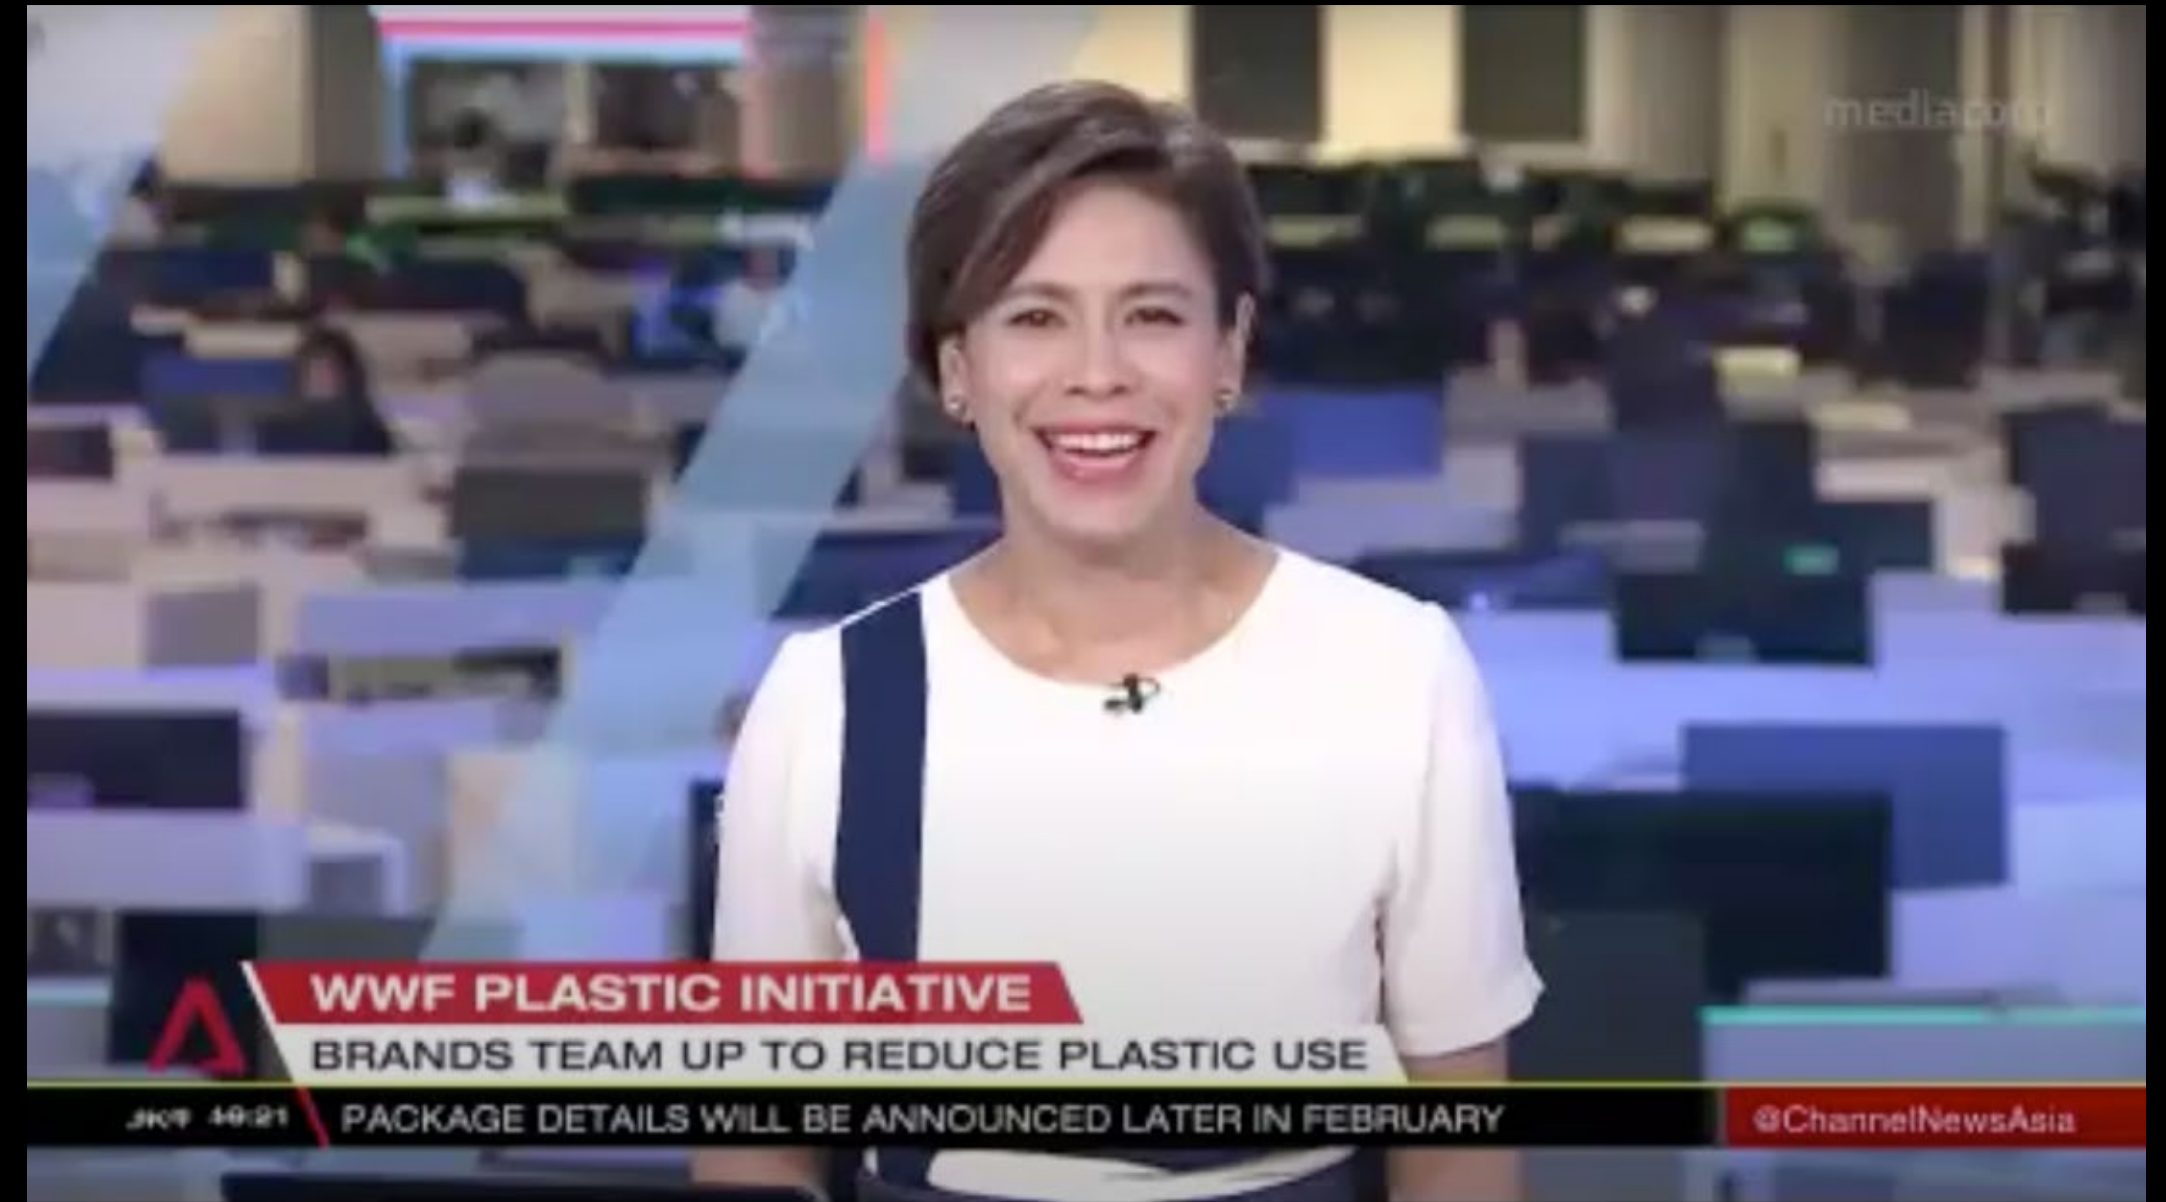 mediacorp
WWF PLASTIC INITIATIVE
BRANDS TEAM UP TO REDUCE PLASTIC USE
PACKAGE DETAILS WILL BE ANNOUNCED LATER IN FEBRUARY
@ChannelNewsAsia